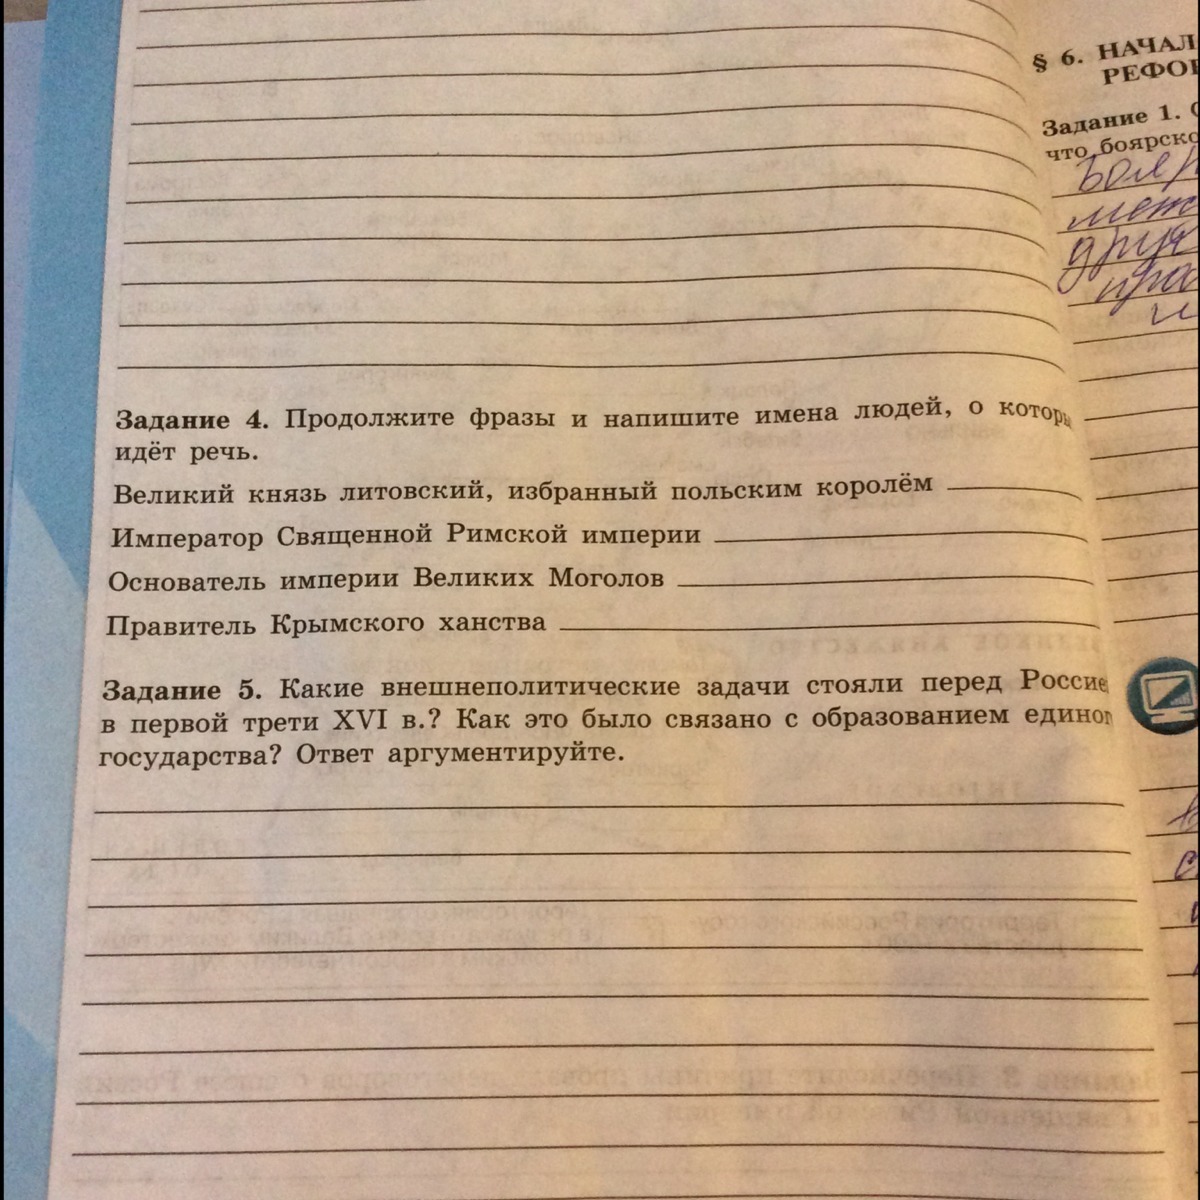 § 6. НАЧАЛ
РЕФОР
Задание 1.
что боярско
Задание 4. Продолжите фразы и напишите имена людей, о которы
идёт речь.
Великий князь литовский, избранный польским королём
Император Священной Римской империи
Основатель империи Великих Моголов
Правитель Крымского ханства
Задание 5. Какие внешнеполитические задачи стояли перед Россие
в первой трети XVI в.? Как это было связано с образованием единог
государства? Ответ аргументируйте.